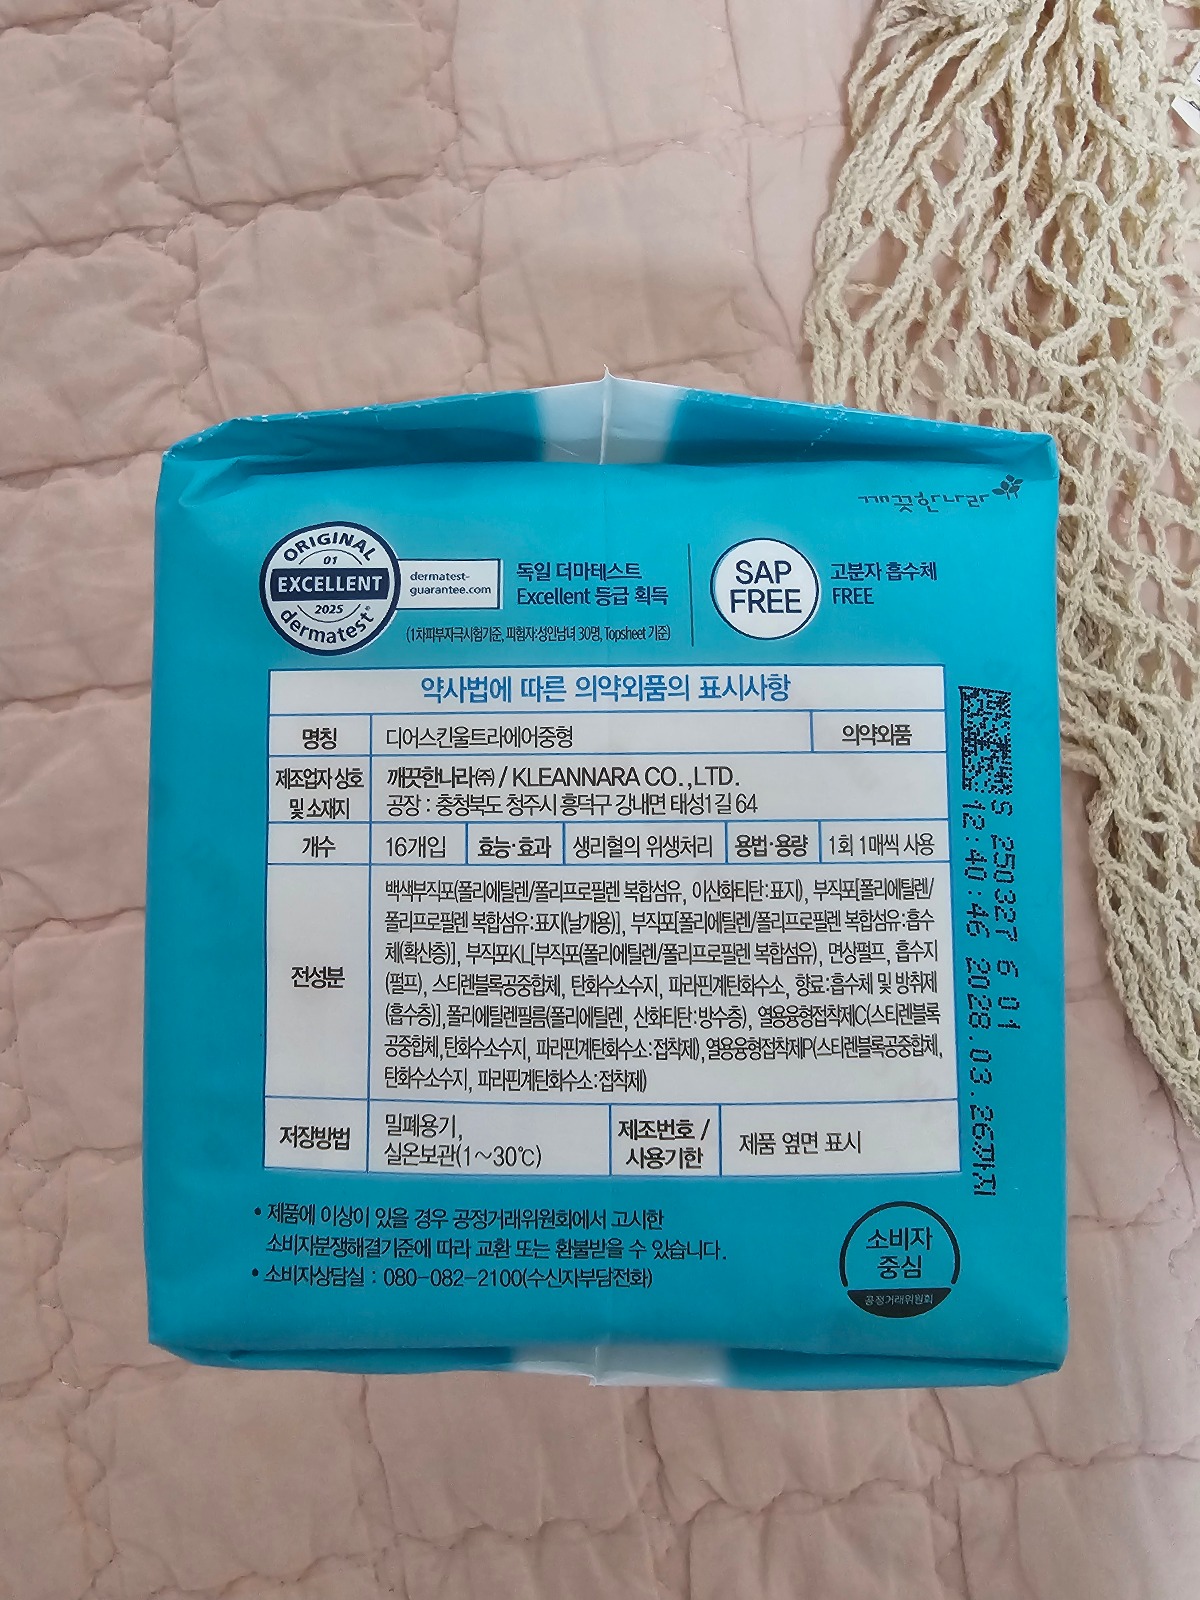 깨끗한나라
ORIGINAL
01
EXCELLENT
2025
dermatest®
dermatest-
guarantee.com
독일 더마테스트
Excellent 등급 획득
(1차피부자극시험기준, 피험자:성인남녀 30명, Topsheet 기준)
SAP
FREE
고분자 흡수체
FREE
약사법에 따른 의약외품의 표시사항
명칭 디어스킨울트라에어중형 의약외품
제조업자 상호
및 소재지
깨끗한나라㈜ / KLEANNARA CO.,LTD.
공장 : 충청북도 청주시 흥덕구 강내면 태성1길 64
개수 16개입 효능·효과 생리혈의 위생처리 용법·용량 1회 1매씩 사용
전성분
백색부직포(폴리에틸렌/폴리프로필렌 복합섬유, 이산화티탄:표지), 부직포[폴리에틸렌/
폴리프로필렌 복합섬유:표지(날개용)], 부직포[폴리에틸렌/폴리프로필렌 복합섬유:흡수
체(확산층)], 부직포KL[부직포(폴리에틸렌/폴리프로필렌 복합섬유), 면상펄프, 흡수지
(펄프), 스티렌블록공중합체, 탄화수소수지, 파라핀계탄화수소, 향료:흡수체 및 방취제
(흡수층)],폴리에틸렌필름(폴리에틸렌, 산화티탄:방수층), 열용융형접착제C(스티렌블록
공중합체,탄화수소수지, 파라핀계탄화수소:접착제),열용융형접착제P(스티렌블록공중합체,
탄화수소수지, 파라핀계탄화수소:접착제)
저장방법
밀폐용기,
실온보관(1~30℃)
제조번호 /
사용기한
제품 옆면 표시
S 250327 6 01
12:40:46 2028.03.26까지
• 제품에 이상이 있을 경우 공정거래위원회에서 고시한
소비자분쟁해결기준에 따라 교환 또는 환불받을 수 있습니다.
• 소비자상담실 : 080-082-2100(수신자부담전화)
소비자
중심
공정거래위원회